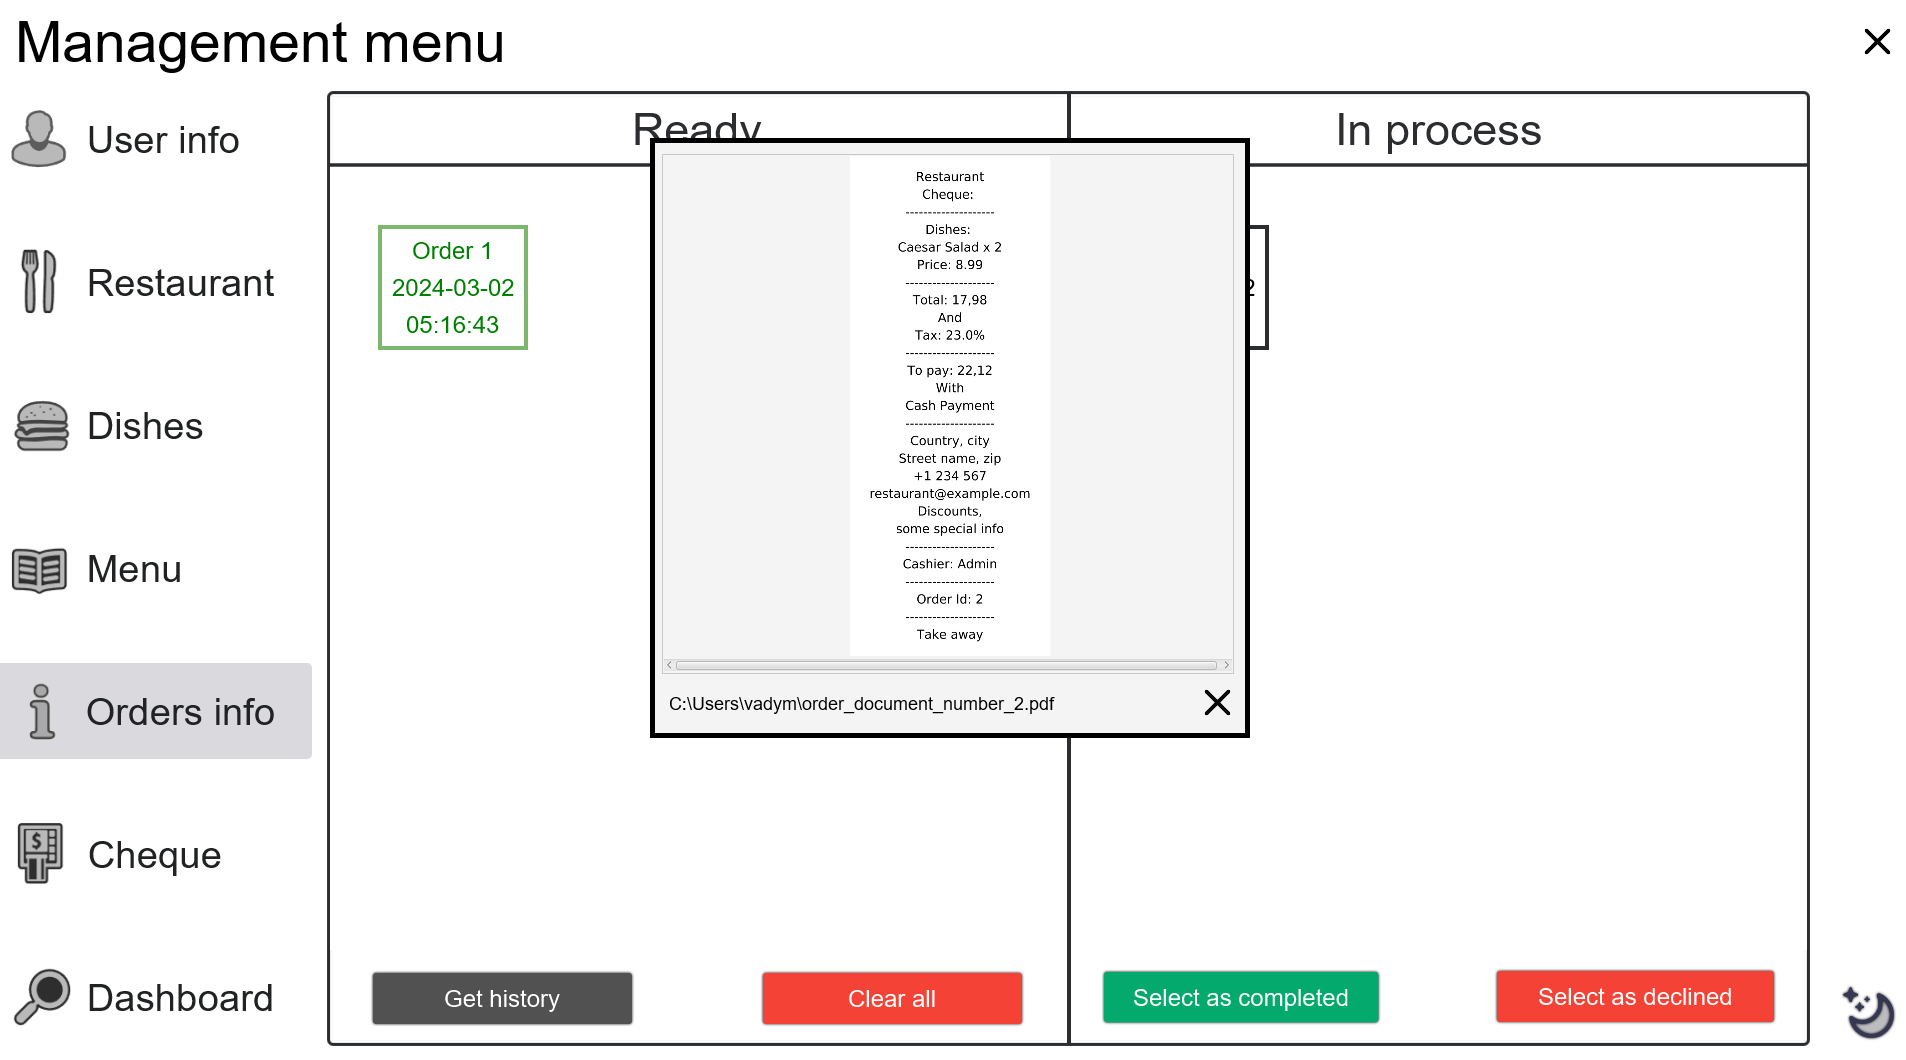 Management menu
User info
Restaurant
Dishes
Menu
Orders info
Cheque
Dashboard
Ready
In process
Order 1
2024-03-02
05:16:43
2
Restaurant
Cheque:
--------------------
Dishes:
Caesar Salad x 2
Price: 8.99
--------------------
Total: 17,98
And
Tax: 23.0%
--------------------
To pay: 22,12
With
Cash Payment
--------------------
Country, city
Street name, zip
+1 234 567
restaurant@example.com
Discounts,
some special info
--------------------
Cashier: Admin
--------------------
Order Id: 2
--------------------
Take away
C:\Users\vadym\order_document_number_2.pdf
Get history
Clear all
Select as completed
Select as declined